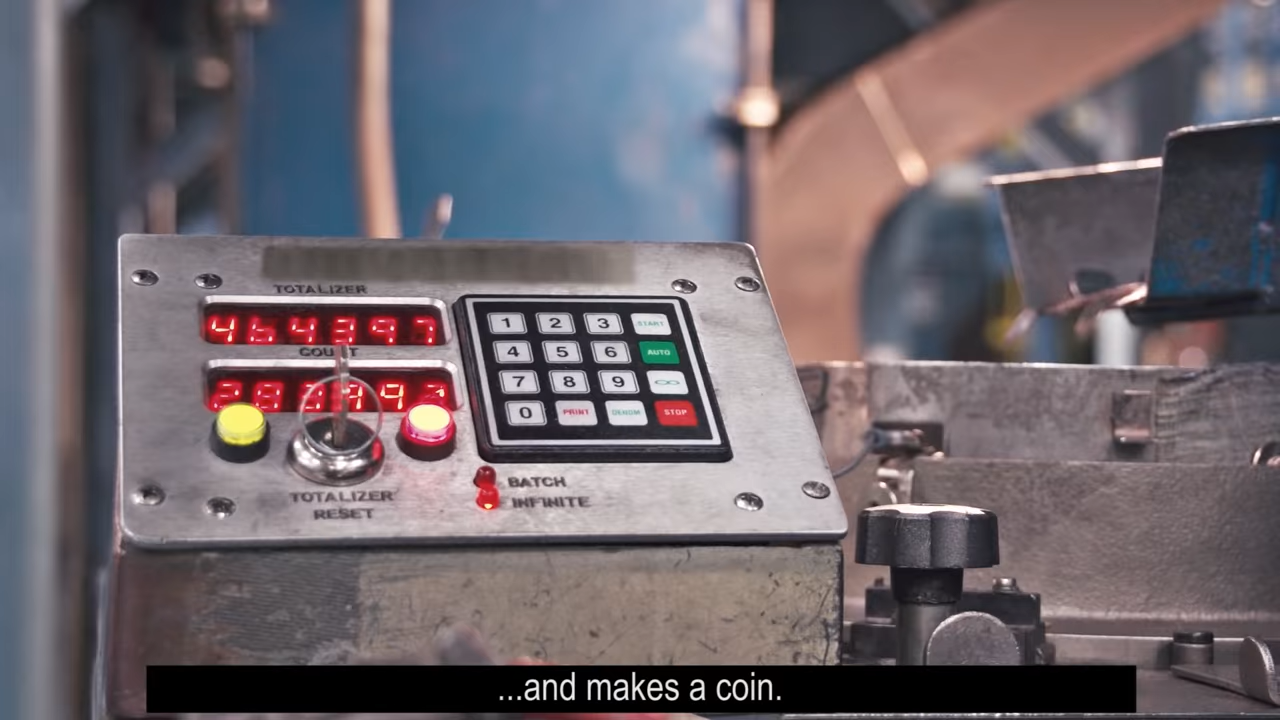 TOTALIZER
464397
COUNT
1 2 3 START
4 5 6 AUTO
7 8 9
0 PRINT DENOM STOP
BATCH
INFINITE
TOTALIZER
RESET
...and makes a coin.